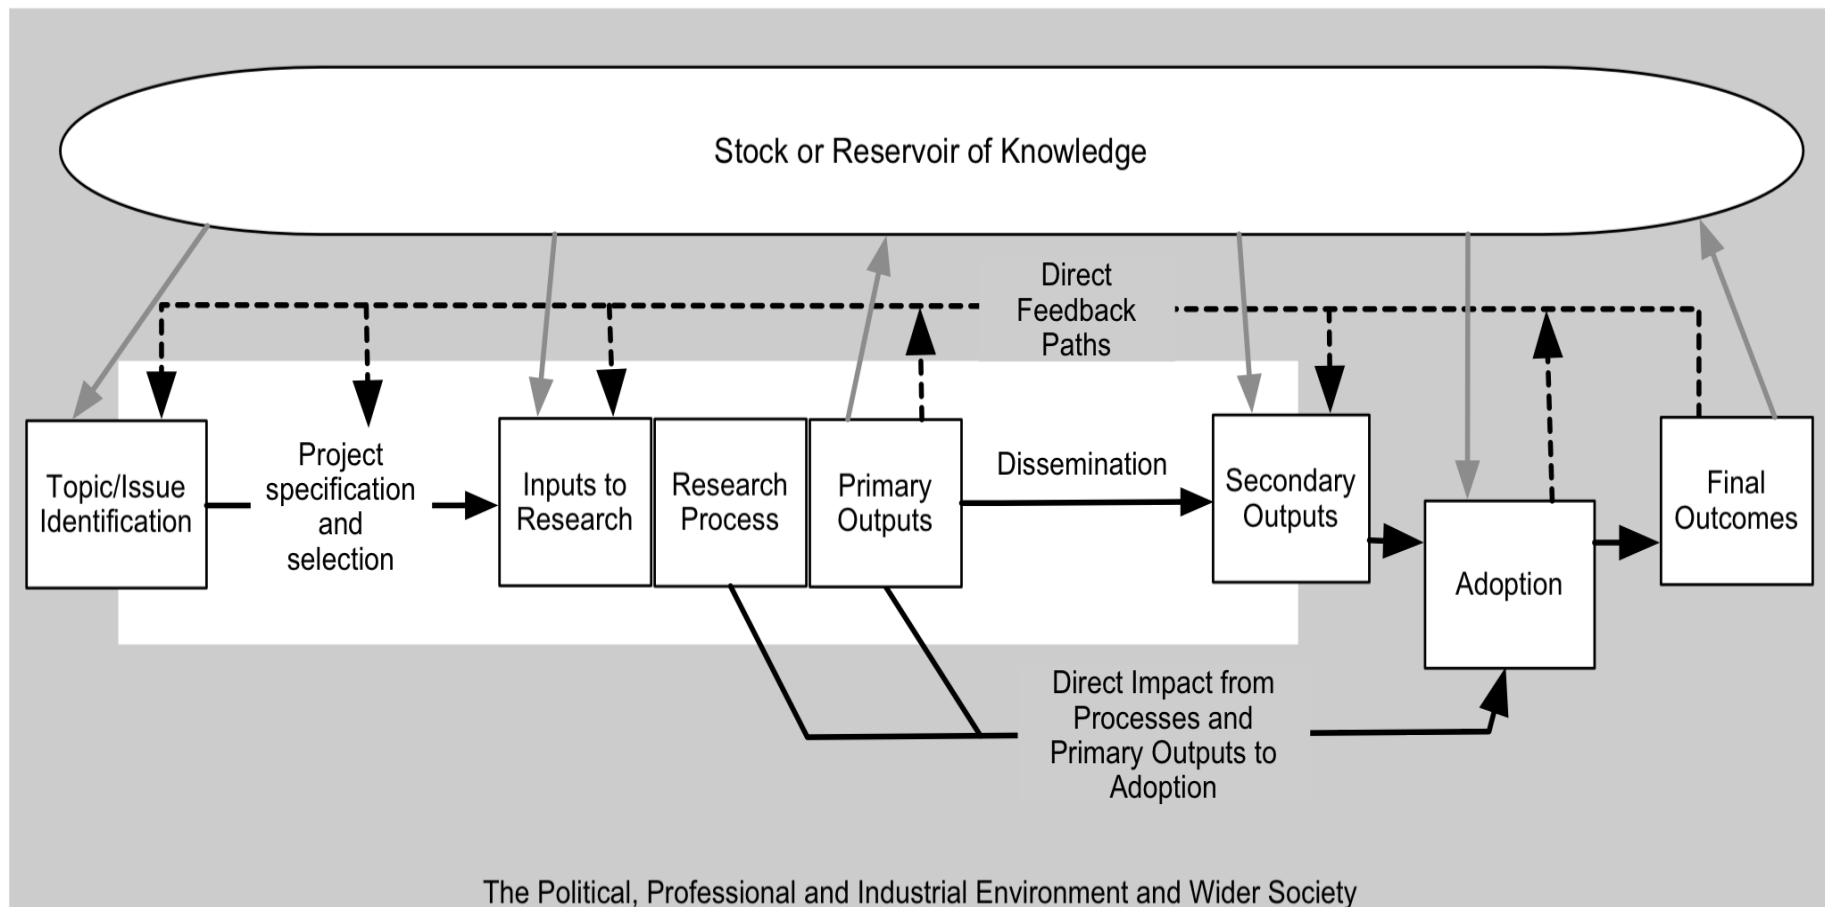 Stock or Reservoir of Knowledge
Direct
Feedback
Paths
Topic/Issue
Identification
Project
specification
and
selection
Inputs to
Research
Research
Process
Primary
Outputs
Dissemination
Secondary
Outputs
Adoption
Final
Outcomes
Direct Impact from
Processes and
Primary Outputs to
Adoption
The Political, Professional and Industrial Environment and Wider Society